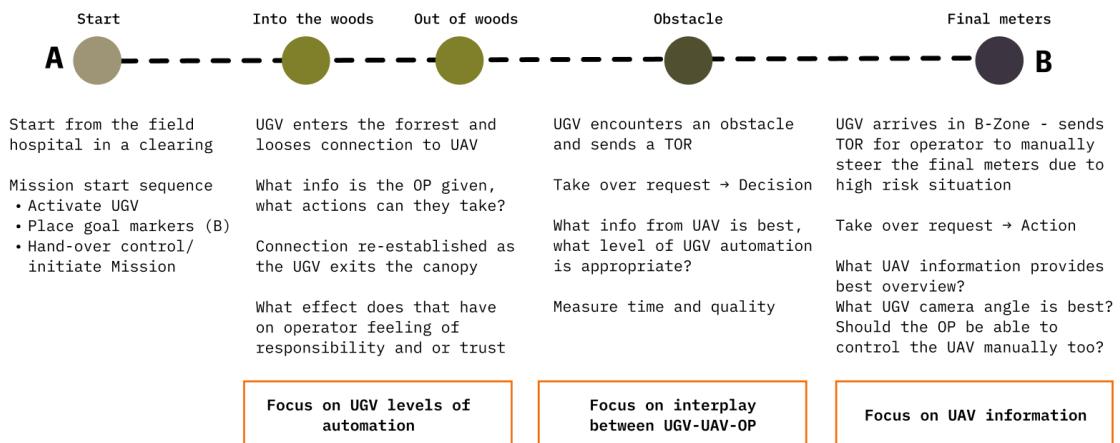 Start
Into the woods
Out of woods
Obstacle
Final meters
A
B
Start from the field
hospital in a clearing
Mission start sequence
• Activate UGV
• Place goal markers (B)
• Hand-over control/
initiate Mission
UGV enters the forrest and
looses connection to UAV
What info is the OP given,
what actions can they take?
Connection re-established as
the UGV exits the canopy
What effect does that have
on operator feeling of
responsibility and or trust
UGV encounters an obstacle
and sends a TOR
Take over request → Decision
What info from UAV is best,
what level of UGV automation
is appropriate?
Measure time and quality
UGV arrives in B-Zone - sends
TOR for operator to manually
steer the final meters due to
high risk situation
Take over request → Action
What UAV information provides
best overview?
What UGV camera angle is best?
Should the OP be able to
control the UAV manually too?
Focus on UGV levels of
automation
Focus on interplay
between UGV-UAV-OP
Focus on UAV information